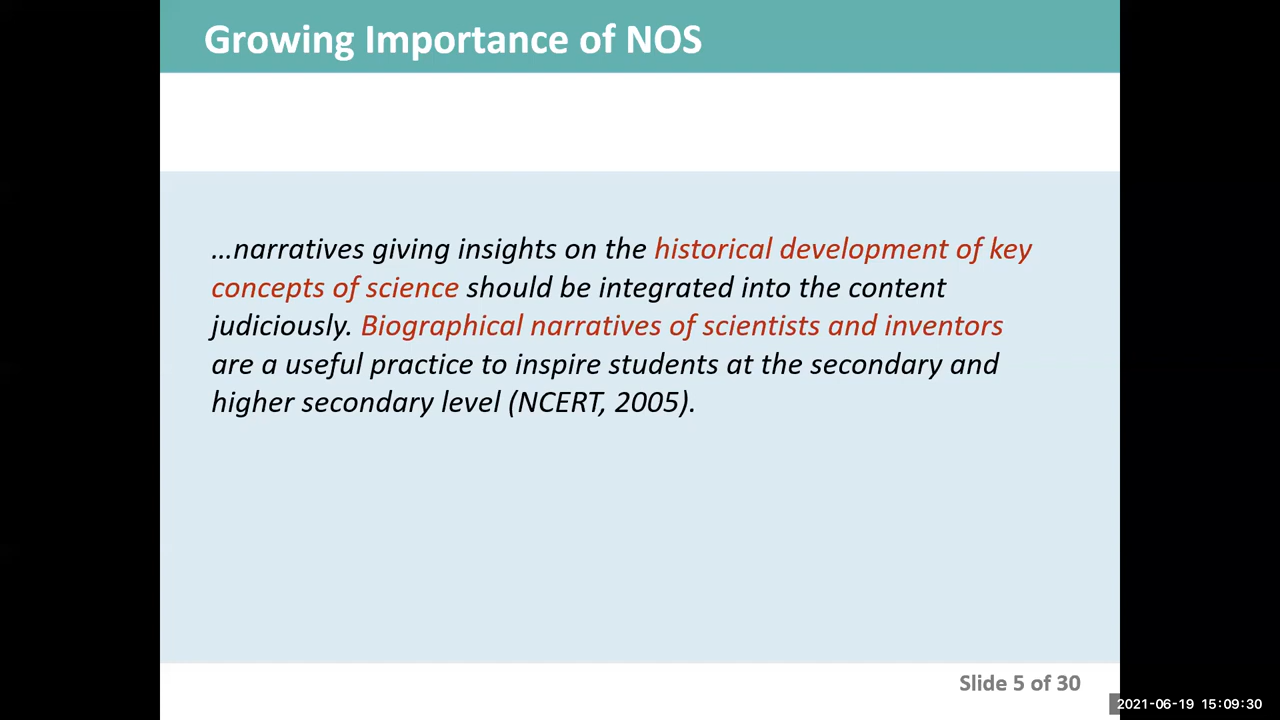 Growing Importance of NOS
…narratives giving insights on the historical development of key
concepts of science should be integrated into the content
judiciously. Biographical narratives of scientists and inventors
are a useful practice to inspire students at the secondary and
higher secondary level (NCERT, 2005).
Slide 5 of 30
2021-06-19 15:09:30